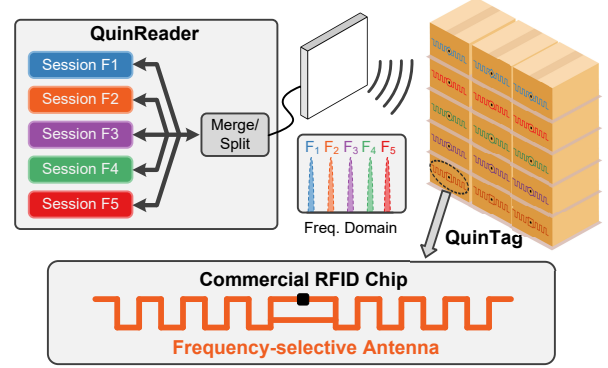 QuinReader
Session F1
Session F2
Session F3
Session F4
Session F5
Merge/
Split
F1 F2 F3 F4 F5
Freq. Domain
QuinTag
Commercial RFID Chip
Frequency-selective Antenna